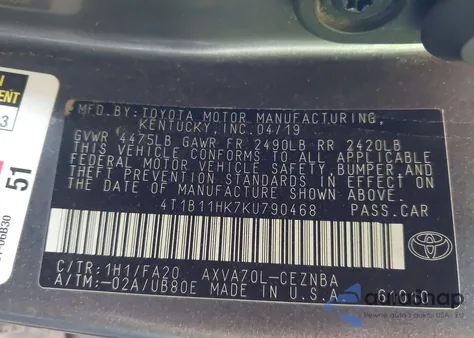 MFD.BY:TOYOTA MOTOR MANUFACTURING,
KENTUCKY, INC. 04/19
GVWR 4475LB GAWR FR 2490LB RR 2420LB
THIS VEHICLE CONFORMS TO ALL APPLICABLE
FEDERAL MOTOR VEHICLE SAFETY,BUMPER,AND
THEFT PREVENTION STANDARDS IN EFFECT ON
THE DATE OF MANUFACTURE SHOWN ABOVE.
4T1B11HK7KU790468 PASS.CAR
C/TR:1H1/FA20 AXVA70L-CEZNBA
A/TM:-02A/UB80E MADE IN U.S.A.
TOYOTA
51